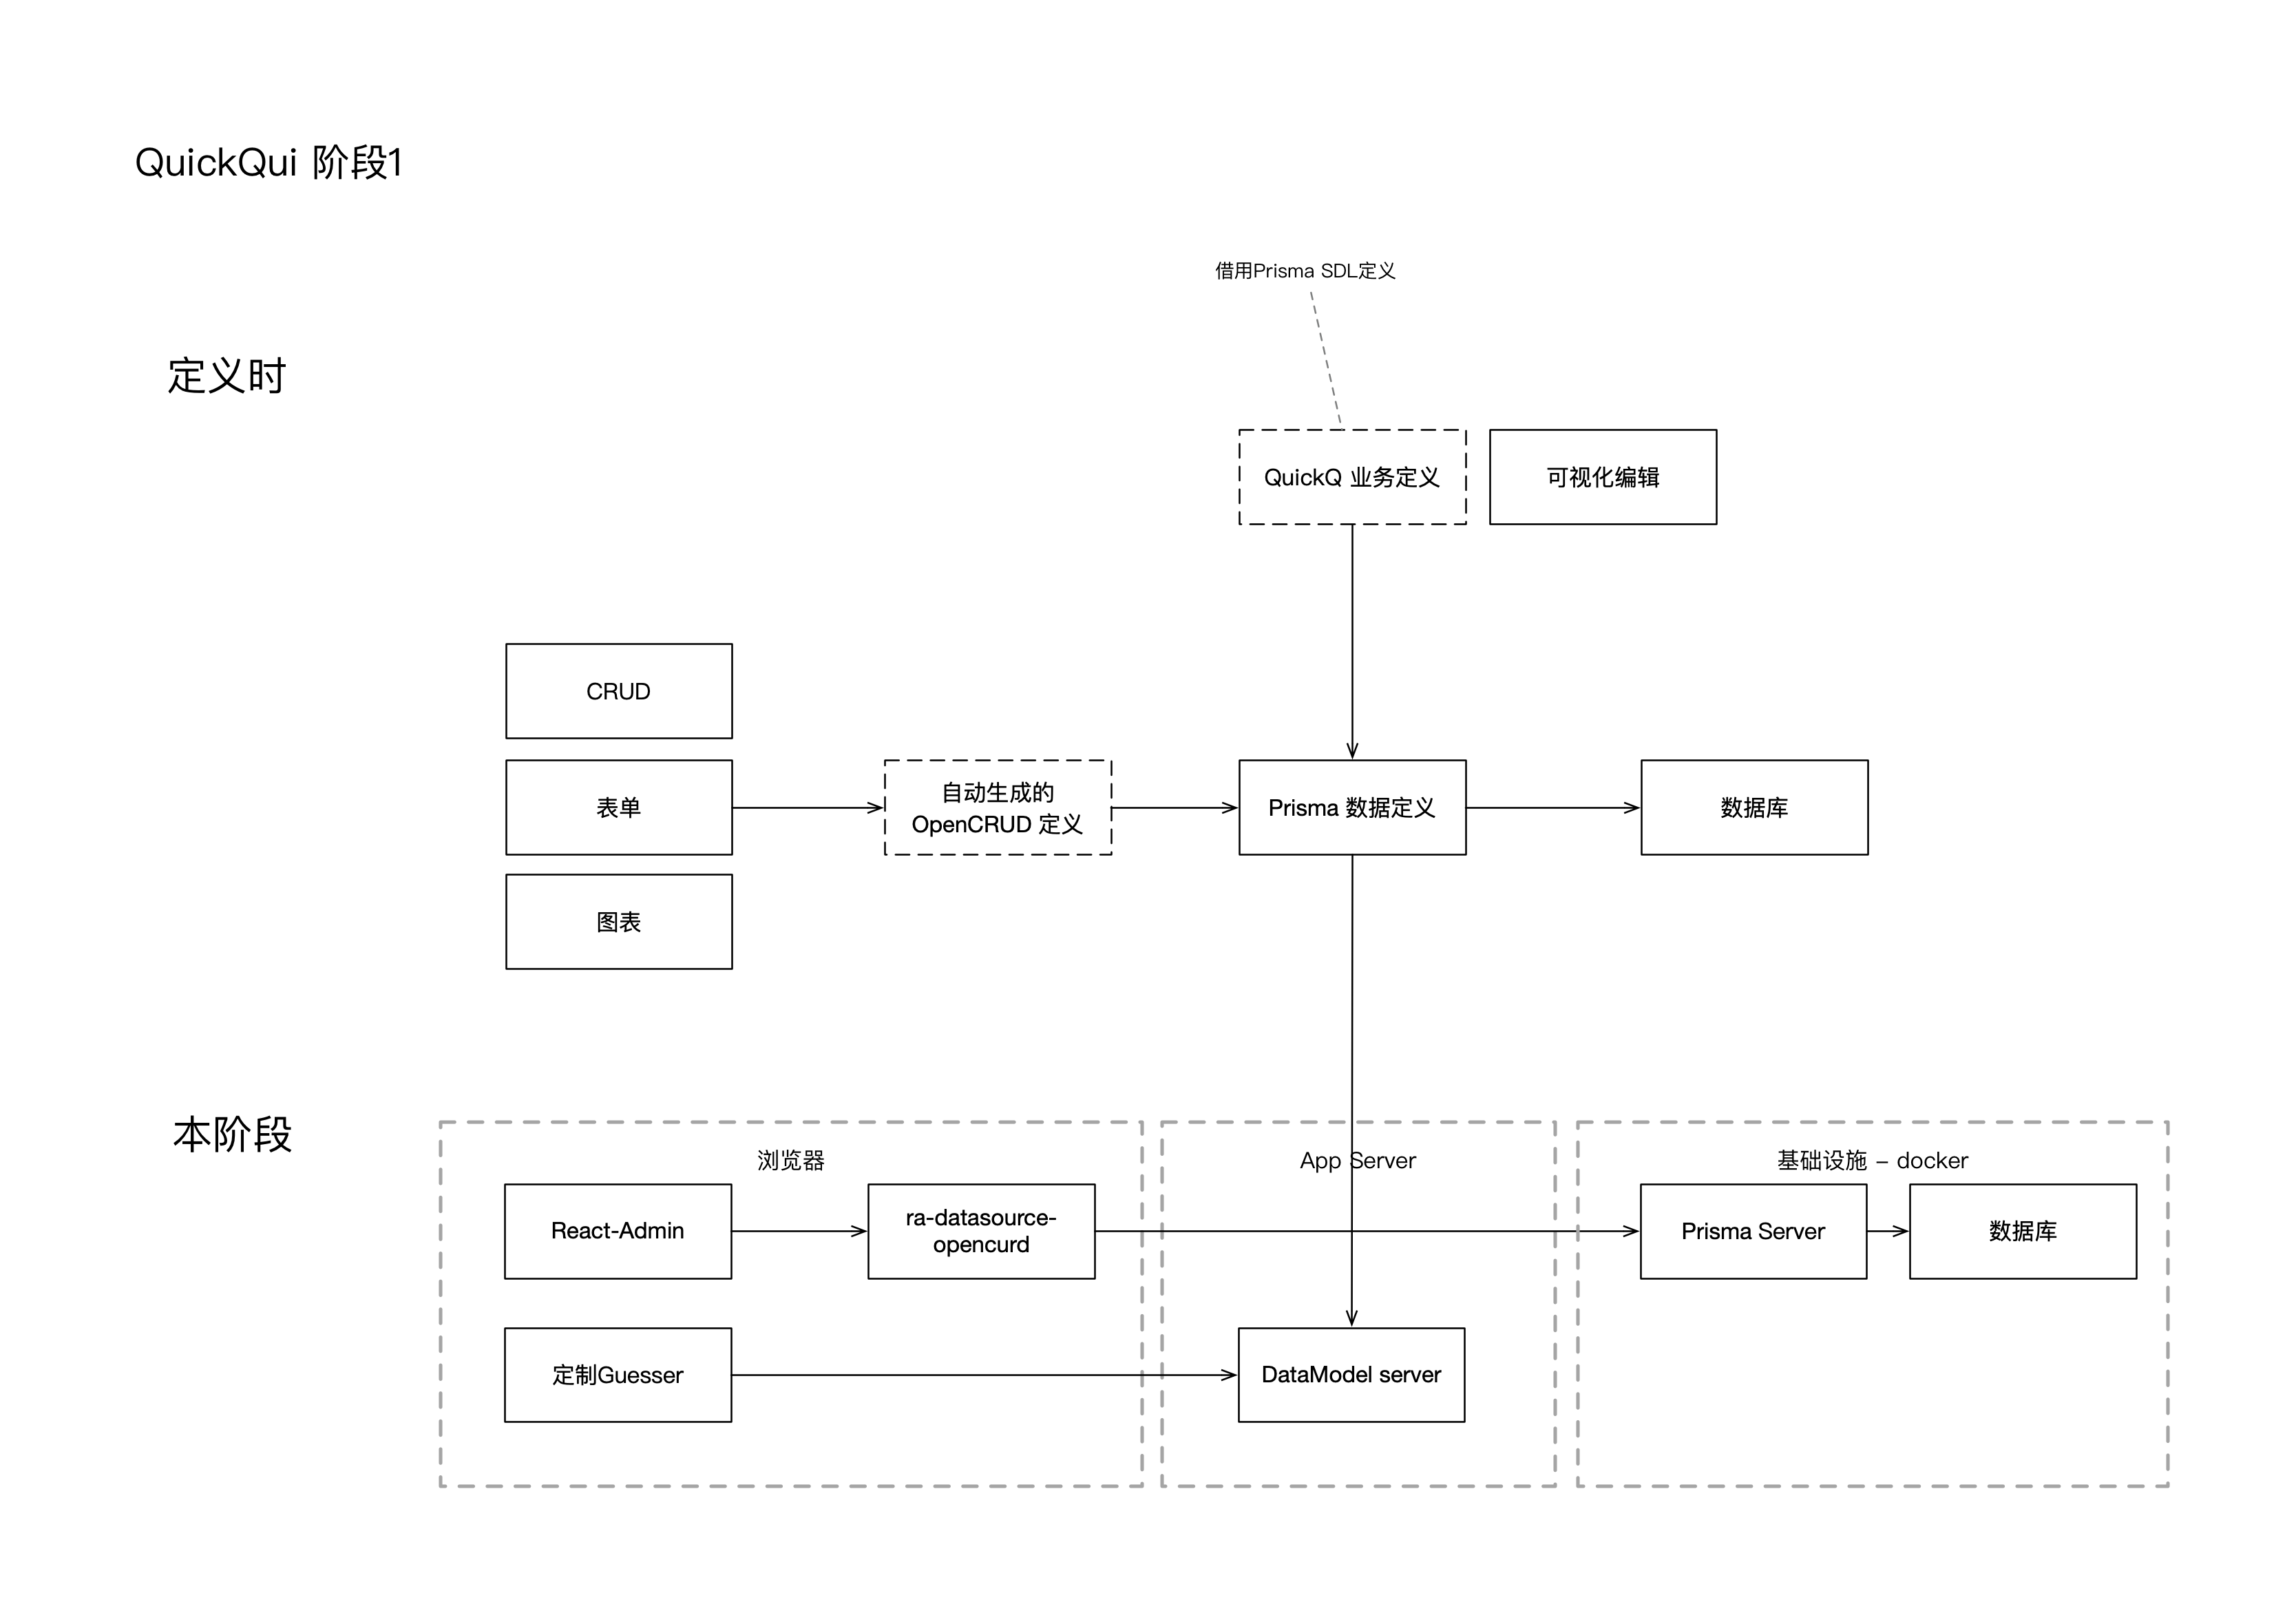 QuickQui 阶段1
借用Prisma SDL定义
定义时
QuickQ 业务定义
可视化编辑
CRUD
表单
自动生成的
OpenCRUD 定义
Prisma 数据定义
数据库
图表
本阶段
浏览器
App Server
基础设施 – docker
React-Admin
ra-datasource-
opencurd
Prisma Server
数据库
定制Guesser
DataModel server